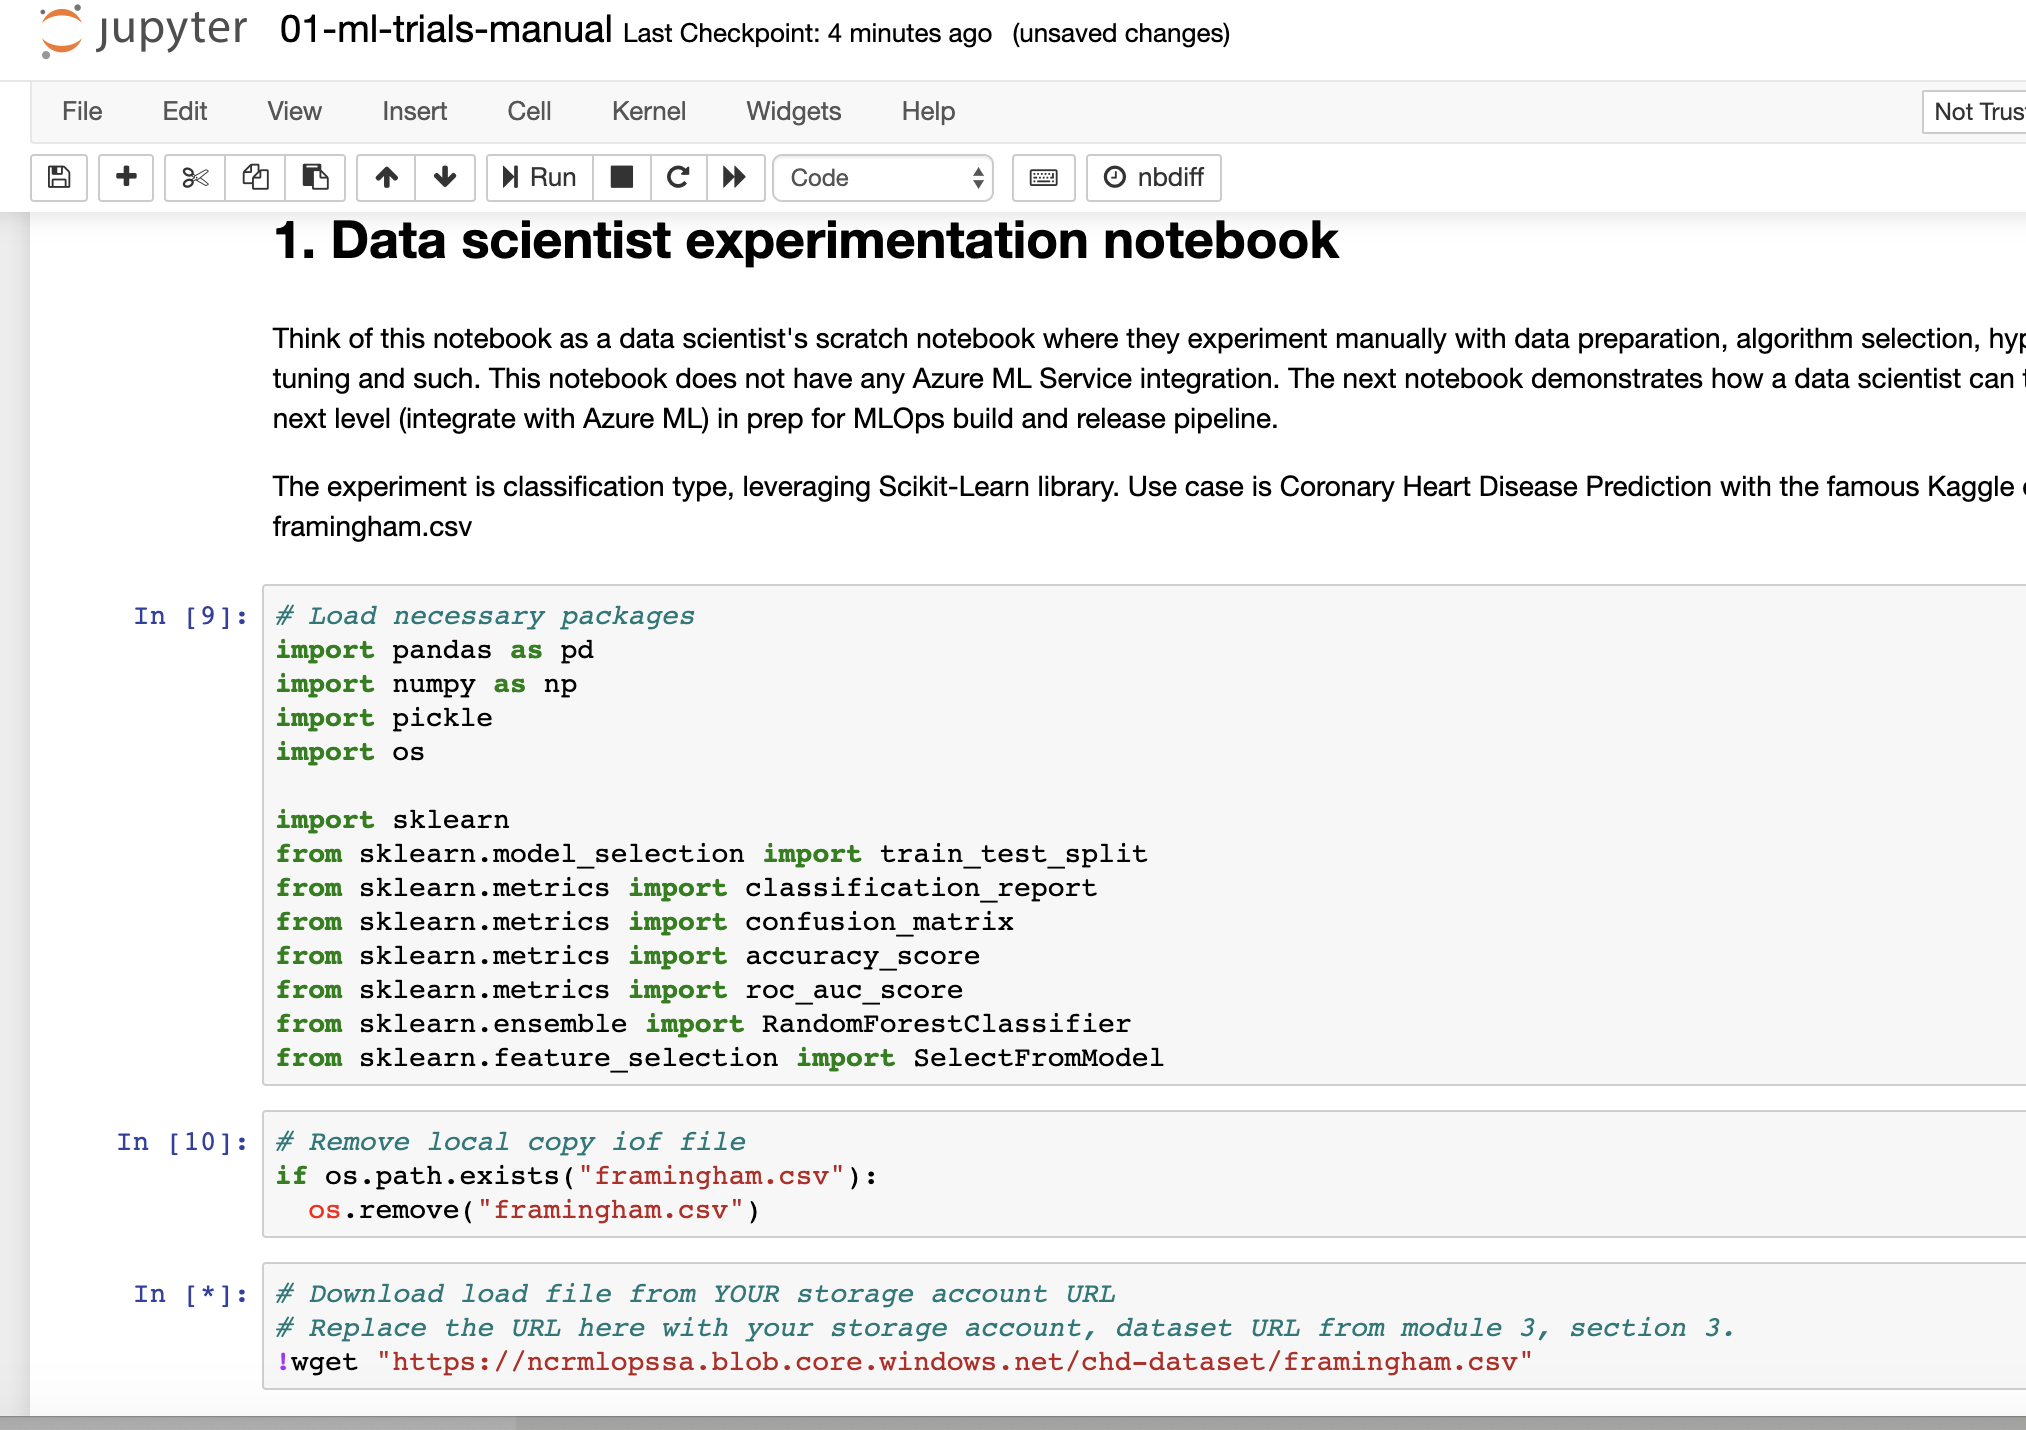 jupyter 01-ml-trials-manual Last Checkpoint: 4 minutes ago (unsaved changes)
File Edit View Insert Cell Kernel Widgets Help Not Trus
Run Code nbdiff
1. Data scientist experimentation notebook
Think of this notebook as a data scientist's scratch notebook where they experiment manually with data preparation, algorithm selection, hyp
tuning and such. This notebook does not have any Azure ML Service integration. The next notebook demonstrates how a data scientist can t
next level (integrate with Azure ML) in prep for MLOps build and release pipeline.
The experiment is classification type, leveraging Scikit-Learn library. Use case is Coronary Heart Disease Prediction with the famous Kaggle
framingham.csv
In [9]: # Load necessary packages
import pandas as pd
import numpy as np
import pickle
import os
import sklearn
from sklearn.model_selection import train_test_split
from sklearn.metrics import classification_report
from sklearn.metrics import confusion_matrix
from sklearn.metrics import accuracy_score
from sklearn.metrics import roc_auc_score
from sklearn.ensemble import RandomForestClassifier
from sklearn.feature_selection import SelectFromModel
In [10]: # Remove local copy iof file
if os.path.exists("framingham.csv"):
os.remove("framingham.csv")
In [*]: # Download load file from YOUR storage account URL
# Replace the URL here with your storage account, dataset URL from module 3, section 3.
!wget "https://ncrmlopssa.blob.core.windows.net/chd-dataset/framingham.csv"